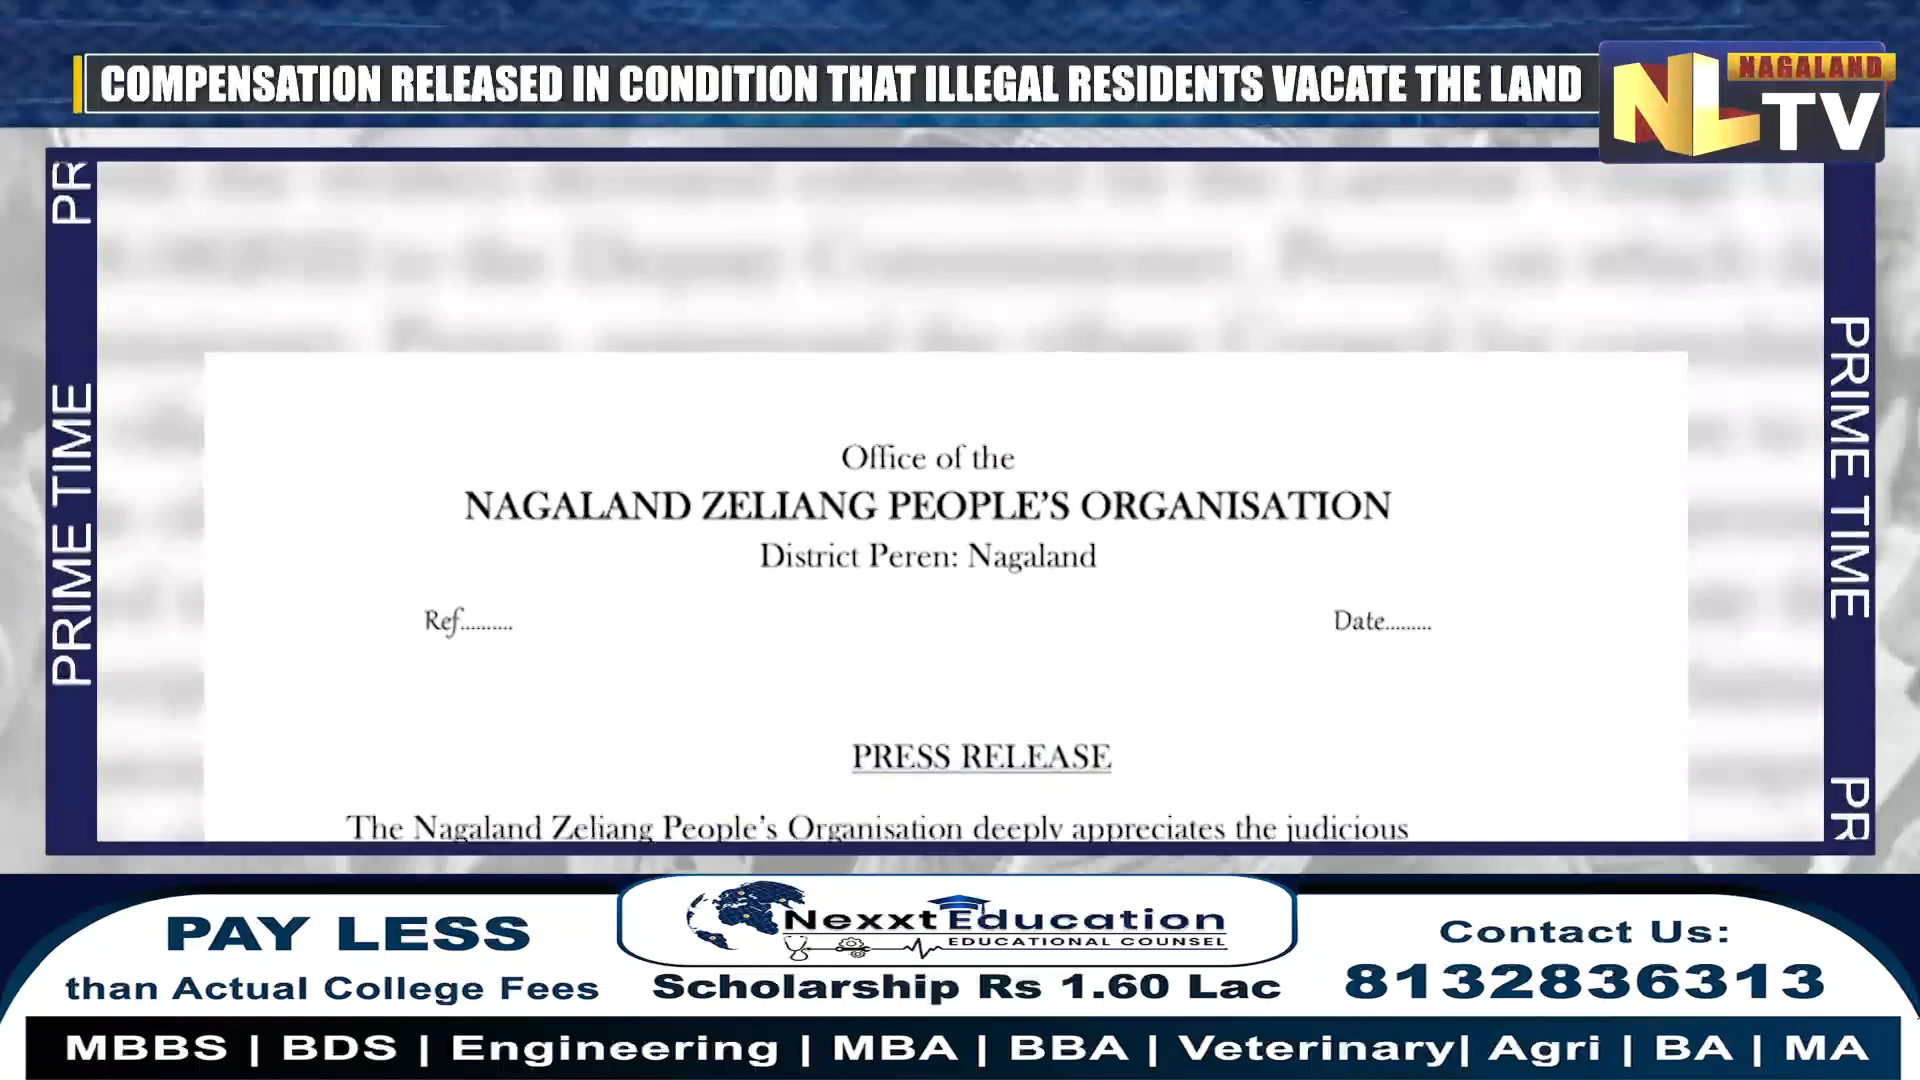 COMPENSATION RELEASED IN CONDITION THAT ILLEGAL RESIDENTS VACATE THE LAND
NAGALAND
NL TV
PR
PRIME TIME
PRIME TIME
PR
Office of the
NAGALAND ZELIANG PEOPLE'S ORGANISATION
District Peren: Nagaland
Ref.......... Date.........
PRESS RELEASE
The Nagaland Zeliang People's Organisation deeply appreciates the judicious
PAY LESS
than Actual College Fees
NexxtEducation
EDUCATIONAL COUNSEL
Scholarship Rs 1.60 Lac
Contact Us:
8132836313
MBBS | BDS | Engineering | MBA | BBA | Veterinary| Agri | BA | MA